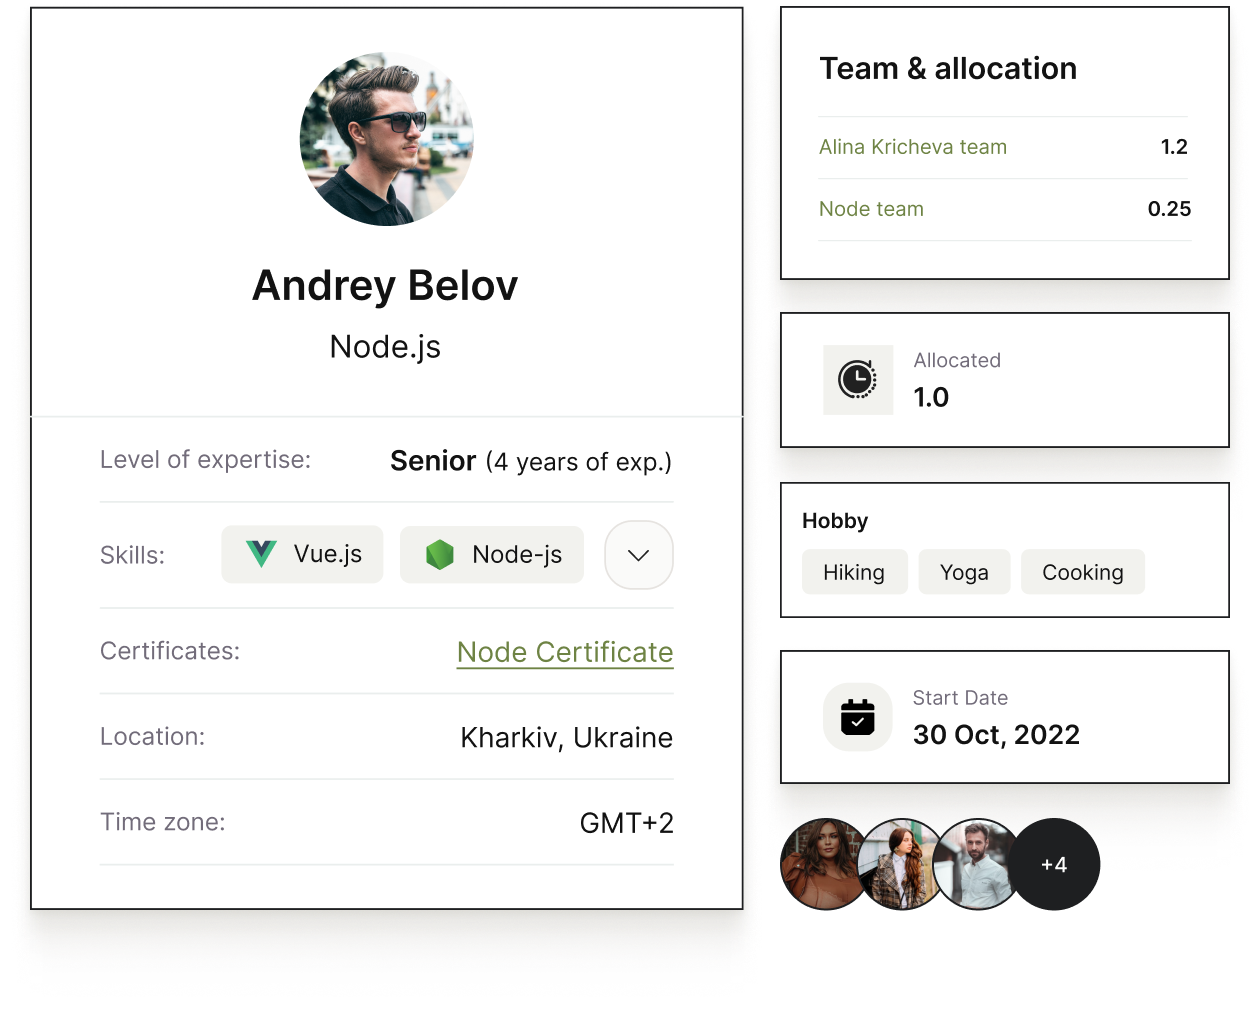 Andrey Belov
Node.js
Level of expertise: Senior (4 years of exp.)
Skills: Vue.js Node-js
Certificates: Node Certificate
Location: Kharkiv, Ukraine
Time zone: GMT+2
Team & allocation
Alina Kricheva team 1.2
Node team 0.25
Allocated
1.0
Hobby
Hiking Yoga Cooking
Start Date
30 Oct, 2022
+4